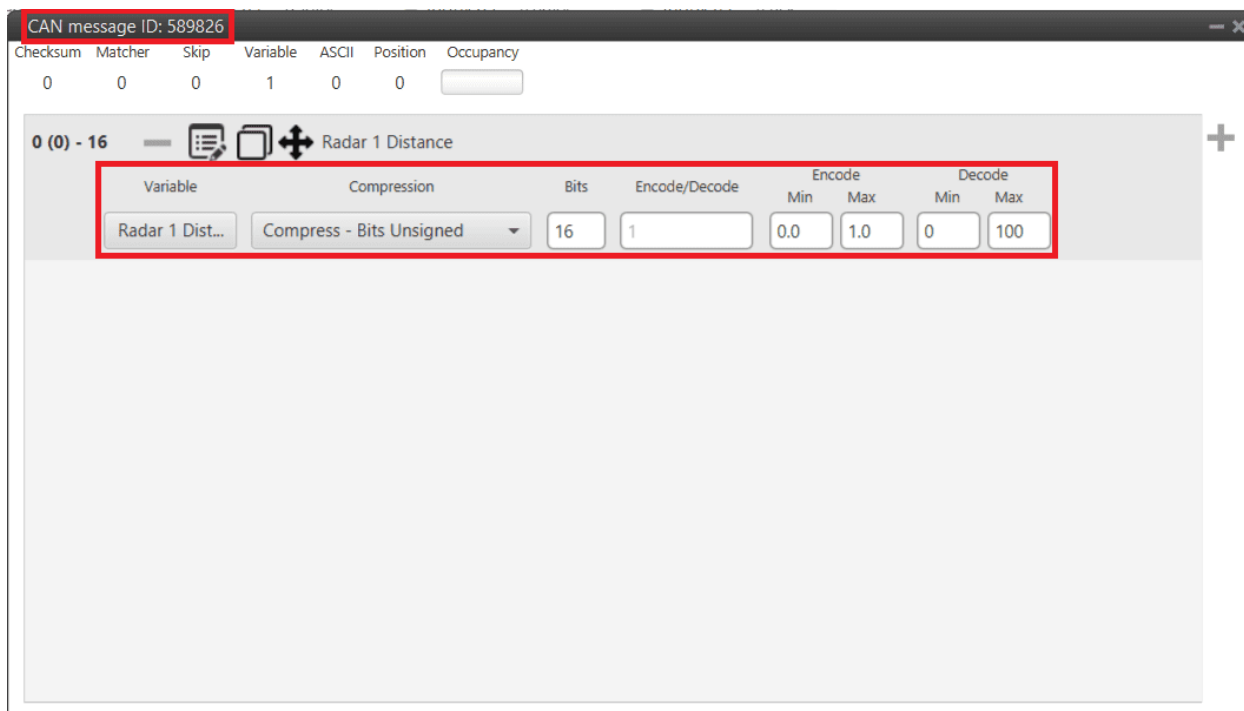 CAN message ID: 589826
Checksum Matcher Skip Variable ASCII Position Occupancy
0 0 0 1 0 0
0 (0) - 16 Radar 1 Distance
Variable Compression Bits Encode/Decode Encode Decode
Min Max Min Max
Radar 1 Dist... Compress - Bits Unsigned 16 1 0.0 1.0 0 100